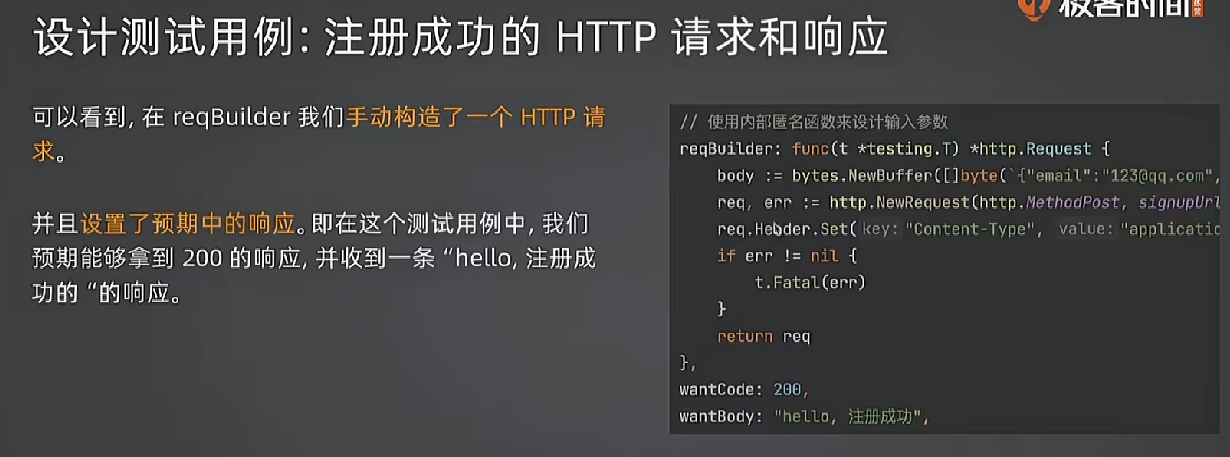 设计测试用例: 注册成功的 HTTP 请求和响应
极客时间
可以看到, 在 reqBuilder 我们手动构造了一个 HTTP 请
求。
并且设置了预期中的响应。即在这个测试用例中, 我们
预期能够拿到 200 的响应, 并收到一条 “hello, 注册成
功的 “的响应。
// 使用内部匿名函数来设计输入参数
reqBuilder: func(t *testing.T) *http.Request {
body := bytes.NewBuffer([]byte(`{"email":"123@qq.com",
req, err := http.NewRequest(http.MethodPost, signupUrl
req.Header.Set( key: "Content-Type", value: "applicatio
if err != nil {
t.Fatal(err)
}
return req
},
wantCode: 200,
wantBody: "hello, 注册成功",